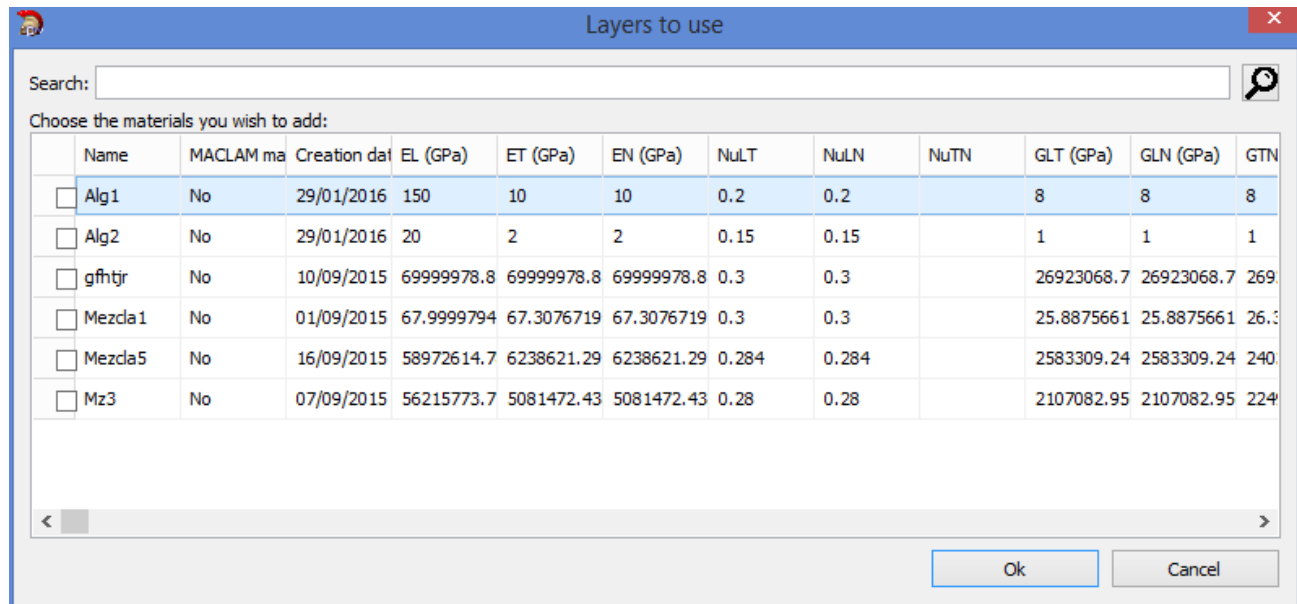 Layers to use
Search:
Choose the materials you wish to add:
Name MACLAM ma Creation dat EL (GPa) ET (GPa) EN (GPa) NuLT NuLN NuTN GLT (GPa) GLN (GPa) GTN
Alg1 No 29/01/2016 150 10 10 0.2 0.2 8 8 8
Alg2 No 29/01/2016 20 2 2 0.15 0.15 1 1 1
gfhtjr No 10/09/2015 69999978.8 69999978.8 69999978.8 0.3 0.3 26923068.7 26923068.7 269
Mezcla1 No 01/09/2015 67.9999794 67.3076719 67.3076719 0.3 0.3 25.8875661 25.8875661 26.3
Mezcla5 No 16/09/2015 58972614.7 6238621.29 6238621.29 0.284 0.284 2583309.24 2583309.24 240
Mz3 No 07/09/2015 56215773.7 5081472.43 5081472.43 0.28 0.28 2107082.95 2107082.95 224
Ok Cancel